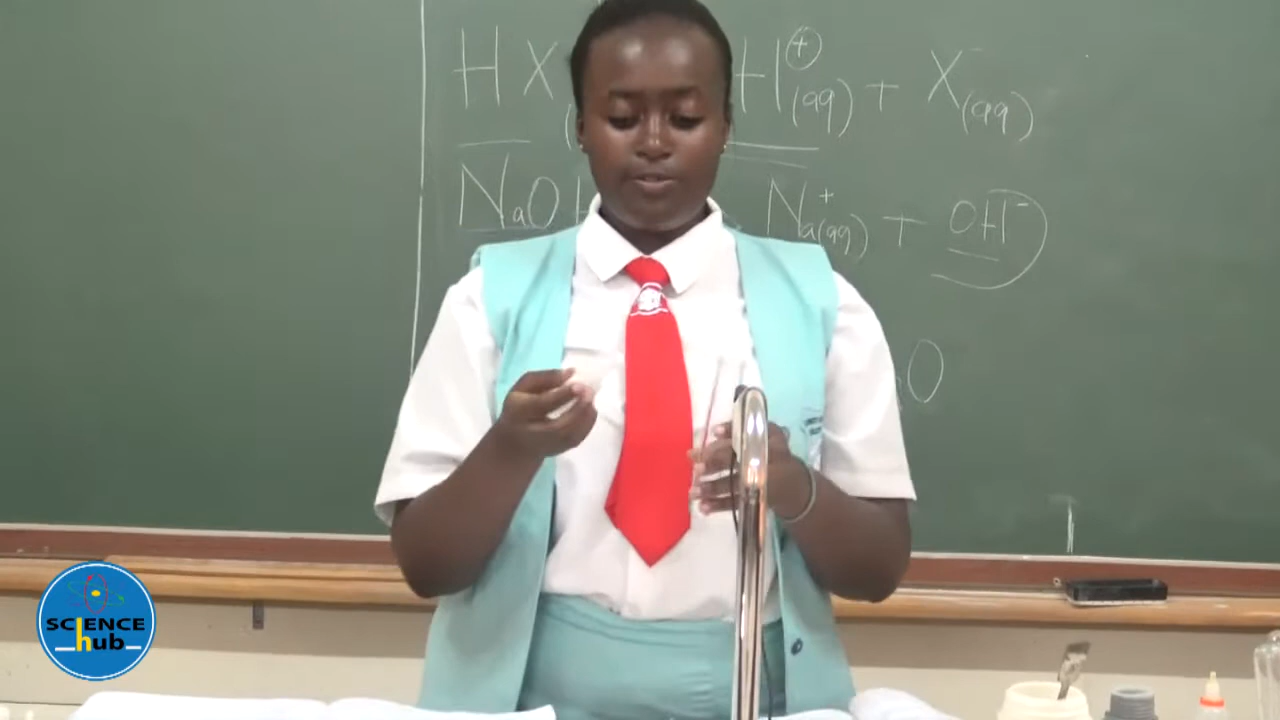 HX H⁺(aq) + X⁻(aq)
NaOH Na⁺(aq) + OH⁻
O
SCIENCE
hub